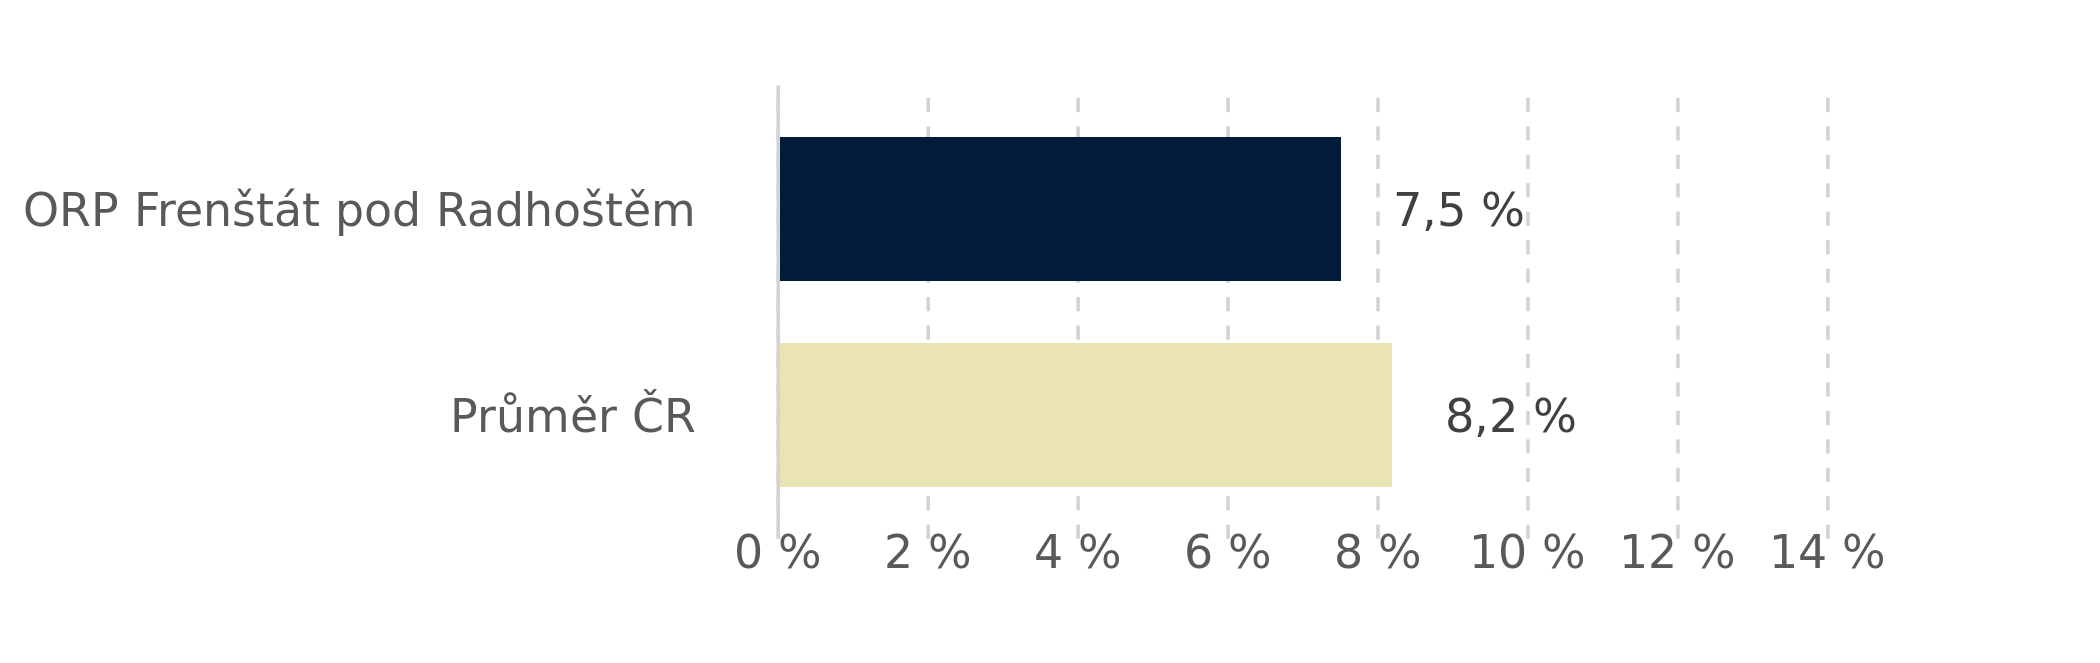 ORP Frenštát pod Radhoštěm 7,5 %
Průměr ČR 8,2 %
0 % 2 % 4 % 6 % 8 % 10 % 12 % 14 %